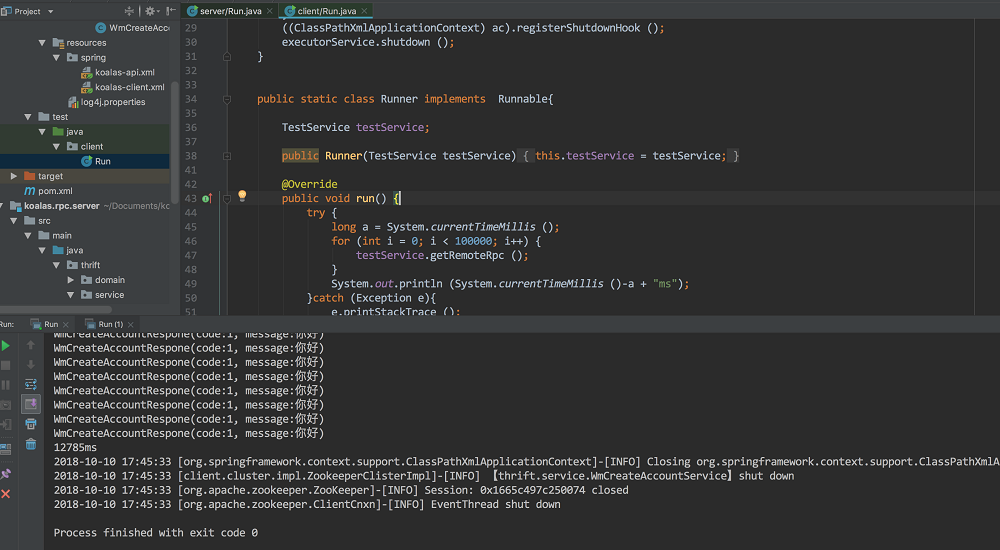 Project
server/Run.java
client/Run.java
WmCreateAcco
resources
spring
koalas-api.xml
koalas-client.xml
log4j.properties
test
java
client
Run
target
pom.xml
koalas.rpc.server ~/Documents/kc
src
main
java
thrift
domain
service
29 ((ClassPathXmlApplicationContext) ac).registerShutdownHook ();
30 executorService.shutdown ();
31 }
32
33
34 public static class Runner implements Runnable{
35
36 TestService testService;
37
38 public Runner(TestService testService) { this.testService = testService; }
41
42 @Override
43 public void run() {
44 try {
45 long a = System.currentTimeMillis ();
46 for (int i = 0; i < 100000; i++) {
47 testService.getRemoteRpc ();
48 }
49 System.out.println (System.currentTimeMillis ()-a + "ms");
50 }catch (Exception e){
51 e.printStackTrace ();
Run: Run Run (1)
WmCreateAccountRespone(code:1, message:你好)
WmCreateAccountRespone(code:1, message:你好)
WmCreateAccountRespone(code:1, message:你好)
WmCreateAccountRespone(code:1, message:你好)
WmCreateAccountRespone(code:1, message:你好)
WmCreateAccountRespone(code:1, message:你好)
WmCreateAccountRespone(code:1, message:你好)
WmCreateAccountRespone(code:1, message:你好)
12785ms
2018-10-10 17:45:33 [org.springframework.context.support.ClassPathXmlApplicationContext]-[INFO] Closing org.springframework.context.support.ClassPathXmlA
2018-10-10 17:45:33 [client.cluster.impl.ZookeeperClisterImpl]-[INFO] 【thrift.service.WmCreateAccountService】shut down
2018-10-10 17:45:33 [org.apache.zookeeper.ZooKeeper]-[INFO] Session: 0x1665c497c250074 closed
2018-10-10 17:45:33 [org.apache.zookeeper.ClientCnxn]-[INFO] EventThread shut down
Process finished with exit code 0